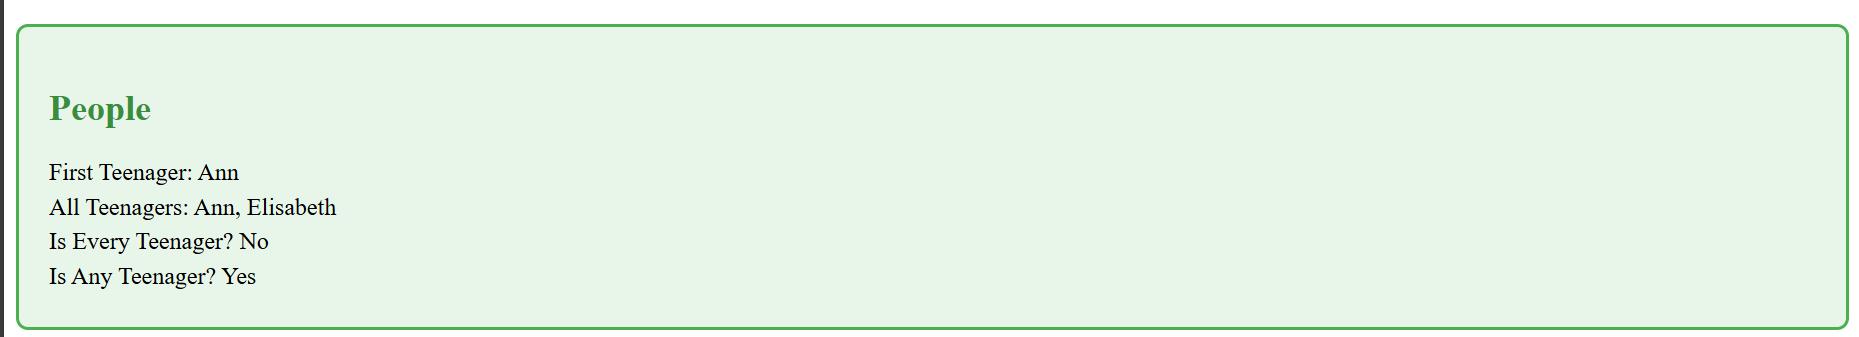 People
First Teenager: Ann
All Teenagers: Ann, Elisabeth
Is Every Teenager? No
Is Any Teenager? Yes